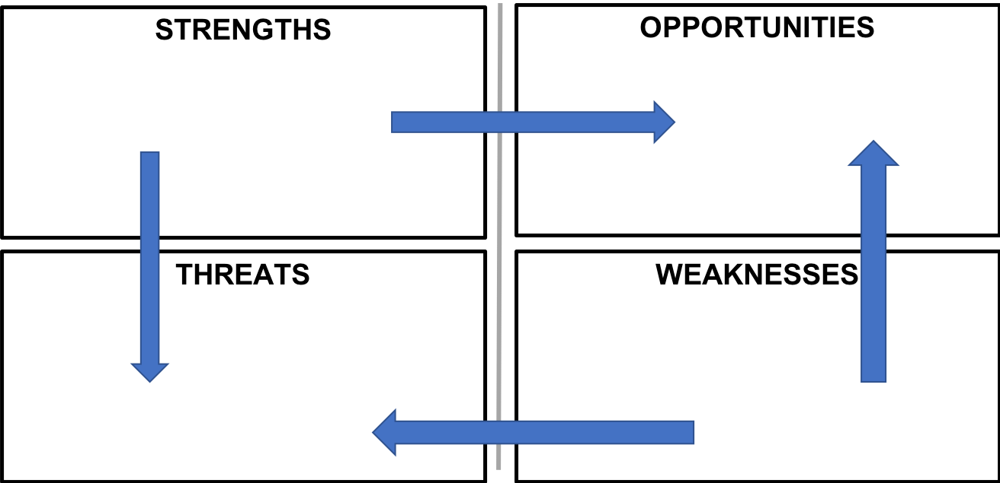 STRENGTHS
OPPORTUNITIES
THREATS
WEAKNESSES